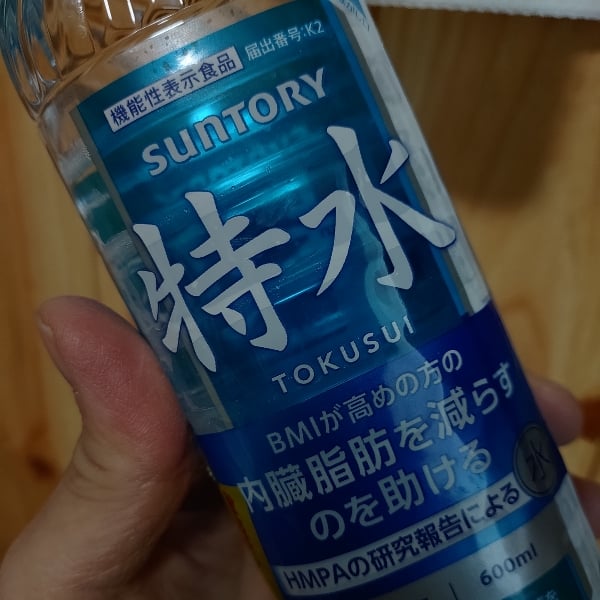 機能性表示食品
届出番号:K2
SUNTORY
特水
TOKUSUI
BMIが高めの方の
内臓脂肪を減らす
のを助ける
水
HMPAの研究報告による
600ml